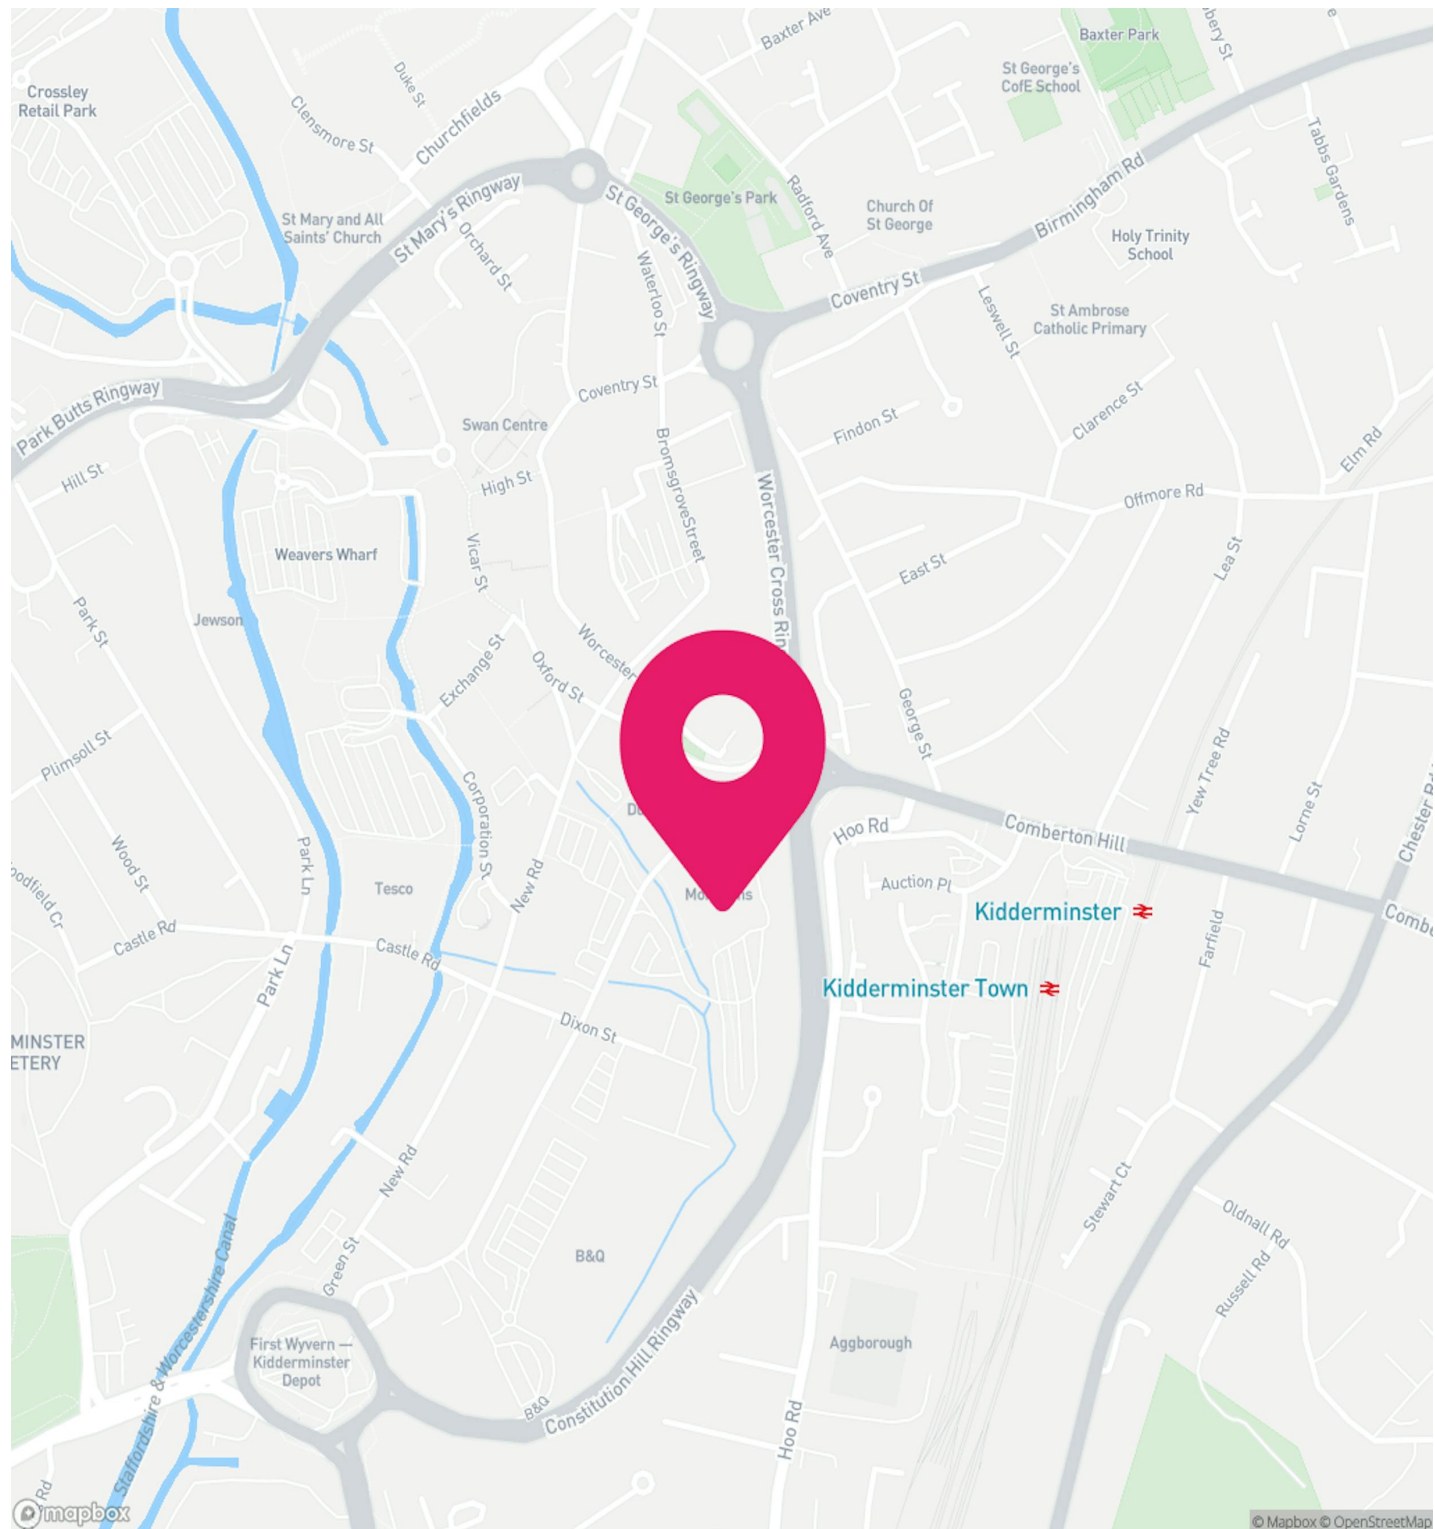 Baxter Ave
Baxter Park
St George's
CofE School
Crossley
Retail Park
Duke St
Clensmore St
Churchfields
Tabbs Gardens
Birmingham Rd
St Mary's Ringway
St George's Ringway
St George's Park
Radford Ave
Church Of
St George
Holy Trinity
School
St Mary and All
Saints' Church
Orchard St
Waterloo St
Coventry St
Leswell St
St Ambrose
Catholic Primary
Park Butts Ringway
Coventry St
Clarence St
Findon St
Swan Centre
Elm Rd
Hill St
High St
BromsgroveStreet
Worcester Cross
Offmore Rd
Weavers Wharf
Vicar St
East St
Lea St
Park St
Jewson
Exchange St
Oxford St
Worcester
George St
Plimsoll St
Yew Tree Rd
Lorne St
Corporation St
Chester Rd
Hoo Rd
Comberton Hill
Wood St
Park Ln
Tesco
New Rd
Auction Pl
Kidderminster
Castle Rd
Castle Rd
Farfield
Park Ln
Kidderminster Town
Dixon St
MINSTER
ETERY
New Rd
Stewart Ct
Oldnall Rd
Russell Rd
Green St
B&Q
Staffordshire & Worcestershire Canal
First Wyvern —
Kidderminster
Depot
Constitution Hill Ringway
Aggborough
B&Q
Hoo Rd
Rd
mapbox
© Mapbox © OpenStreetMap